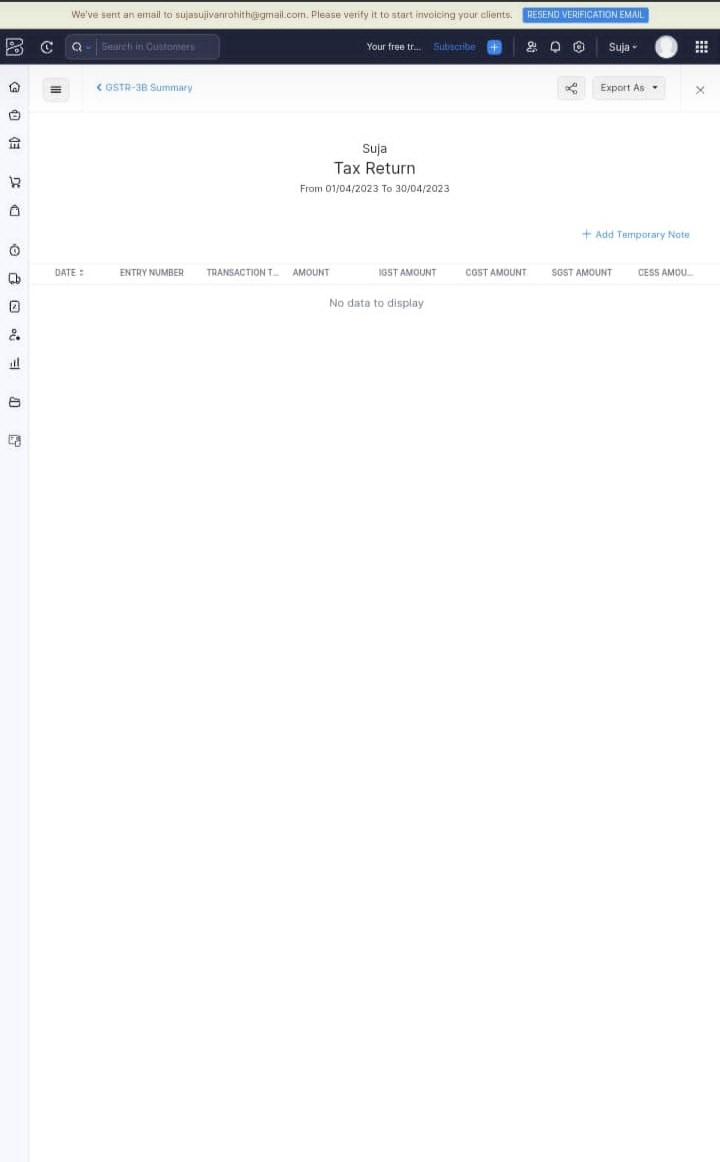 We've sent an email to sujasujivanrohith@gmail.com. Please verify it to start invoicing your clients. RESEND VERIFICATION EMAIL
Search in Customers Your free tr... Subscribe Suja
GSTR-3B Summary Export As
Suja
Tax Return
From 01/04/2023 To 30/04/2023
+ Add Temporary Note
DATE ENTRY NUMBER TRANSACTION T... AMOUNT IGST AMOUNT CGST AMOUNT SGST AMOUNT CESS AMOU...
No data to display